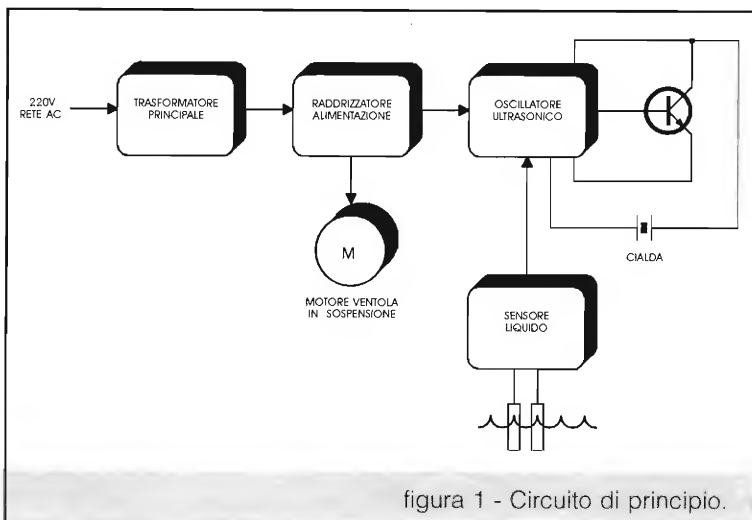 220V
RETE AC
TRASFORMATORE
PRINCIPALE
RADDRIZZATORE
ALIMENTAZIONE
OSCILLATORE
ULTRASONICO
CIALDA
M
MOTORE VENTOLA
IN SOSPENSIONE
SENSORE
LIQUIDO
figura 1 - Circuito di principio.